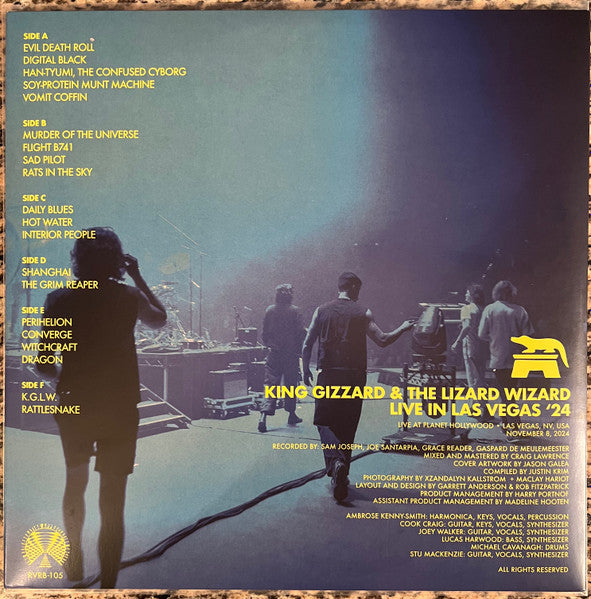 SIDE A
EVIL DEATH ROLL
DIGITAL BLACK
HAN-TYUMI, THE CONFUSED CYBORG
SOY-PROTEIN MUNT MACHINE
VOMIT COFFIN
SIDE B
MURDER OF THE UNIVERSE
FLIGHT B741
SAD PILOT
RATS IN THE SKY
SIDE C
DAILY BLUES
HOT WATER
INTERIOR PEOPLE
SIDE D
SHANGHAI
THE GRIM REAPER
SIDE E
PERIHELION
CONVERGE
WITCHCRAFT
DRAGON
SIDE F
K.G.L.W.
RATTLESNAKE
KING GIZZARD & THE LIZARD WIZARD
LIVE IN LAS VEGAS '24
LIVE AT PLANET HOLLYWOOD • LAS VEGAS, NV, USA
NOVEMBER 8, 2024
RECORDED BY: SAM JOSEPH, JOE SANTARPIA, GRACE READER, GASPARD DE MEULEMEESTER
MIXED AND MASTERED BY CRAIG LAWRENCE
COVER ARTWORK BY JASON GALEA
COMPILED BY JUSTIN KRIM
PHOTOGRAPHY BY XZANDALYN KALLSTROM + MACLAY HARIOT
LAYOUT AND DESIGN BY GARRETT ANDERSON & ROB FITZPATRICK
PRODUCT MANAGEMENT BY HARRY PORTNOF
ASSISTANT PRODUCT MANAGEMENT BY MADELINE HOOTEN
AMBROSE KENNY-SMITH: HARMONICA, KEYS, VOCALS, PERCUSSION
COOK CRAIG: GUITAR, KEYS, VOCALS, SYNTHESIZER
JOEY WALKER: GUITAR, VOCALS, SYNTHESIZER
LUCAS HARWOOD: BASS, SYNTHESIZER
MICHAEL CAVANAGH: DRUMS
STU MACKENZIE: GUITAR, VOCALS, SYNTHESIZER
ALL RIGHTS RESERVED
RVRB-105